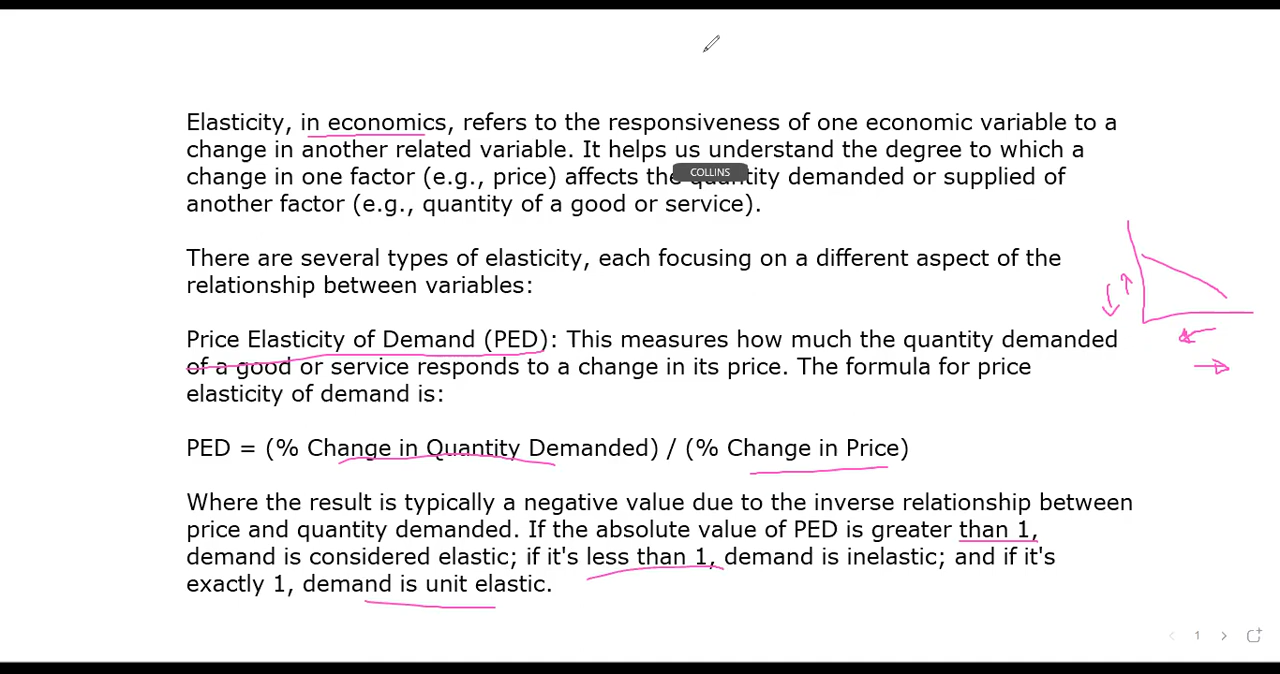 Elasticity, in economics, refers to the responsiveness of one economic variable to a
change in another related variable. It helps us understand the degree to which a
change in one factor (e.g., price) affects the quantity demanded or supplied of
COLLINS
another factor (e.g., quantity of a good or service).
There are several types of elasticity, each focusing on a different aspect of the
relationship between variables:
Price Elasticity of Demand (PED): This measures how much the quantity demanded
of a good or service responds to a change in its price. The formula for price
elasticity of demand is:
PED = (% Change in Quantity Demanded) / (% Change in Price)
Where the result is typically a negative value due to the inverse relationship between
price and quantity demanded. If the absolute value of PED is greater than 1,
demand is considered elastic; if it's less than 1, demand is inelastic; and if it's
exactly 1, demand is unit elastic.
1